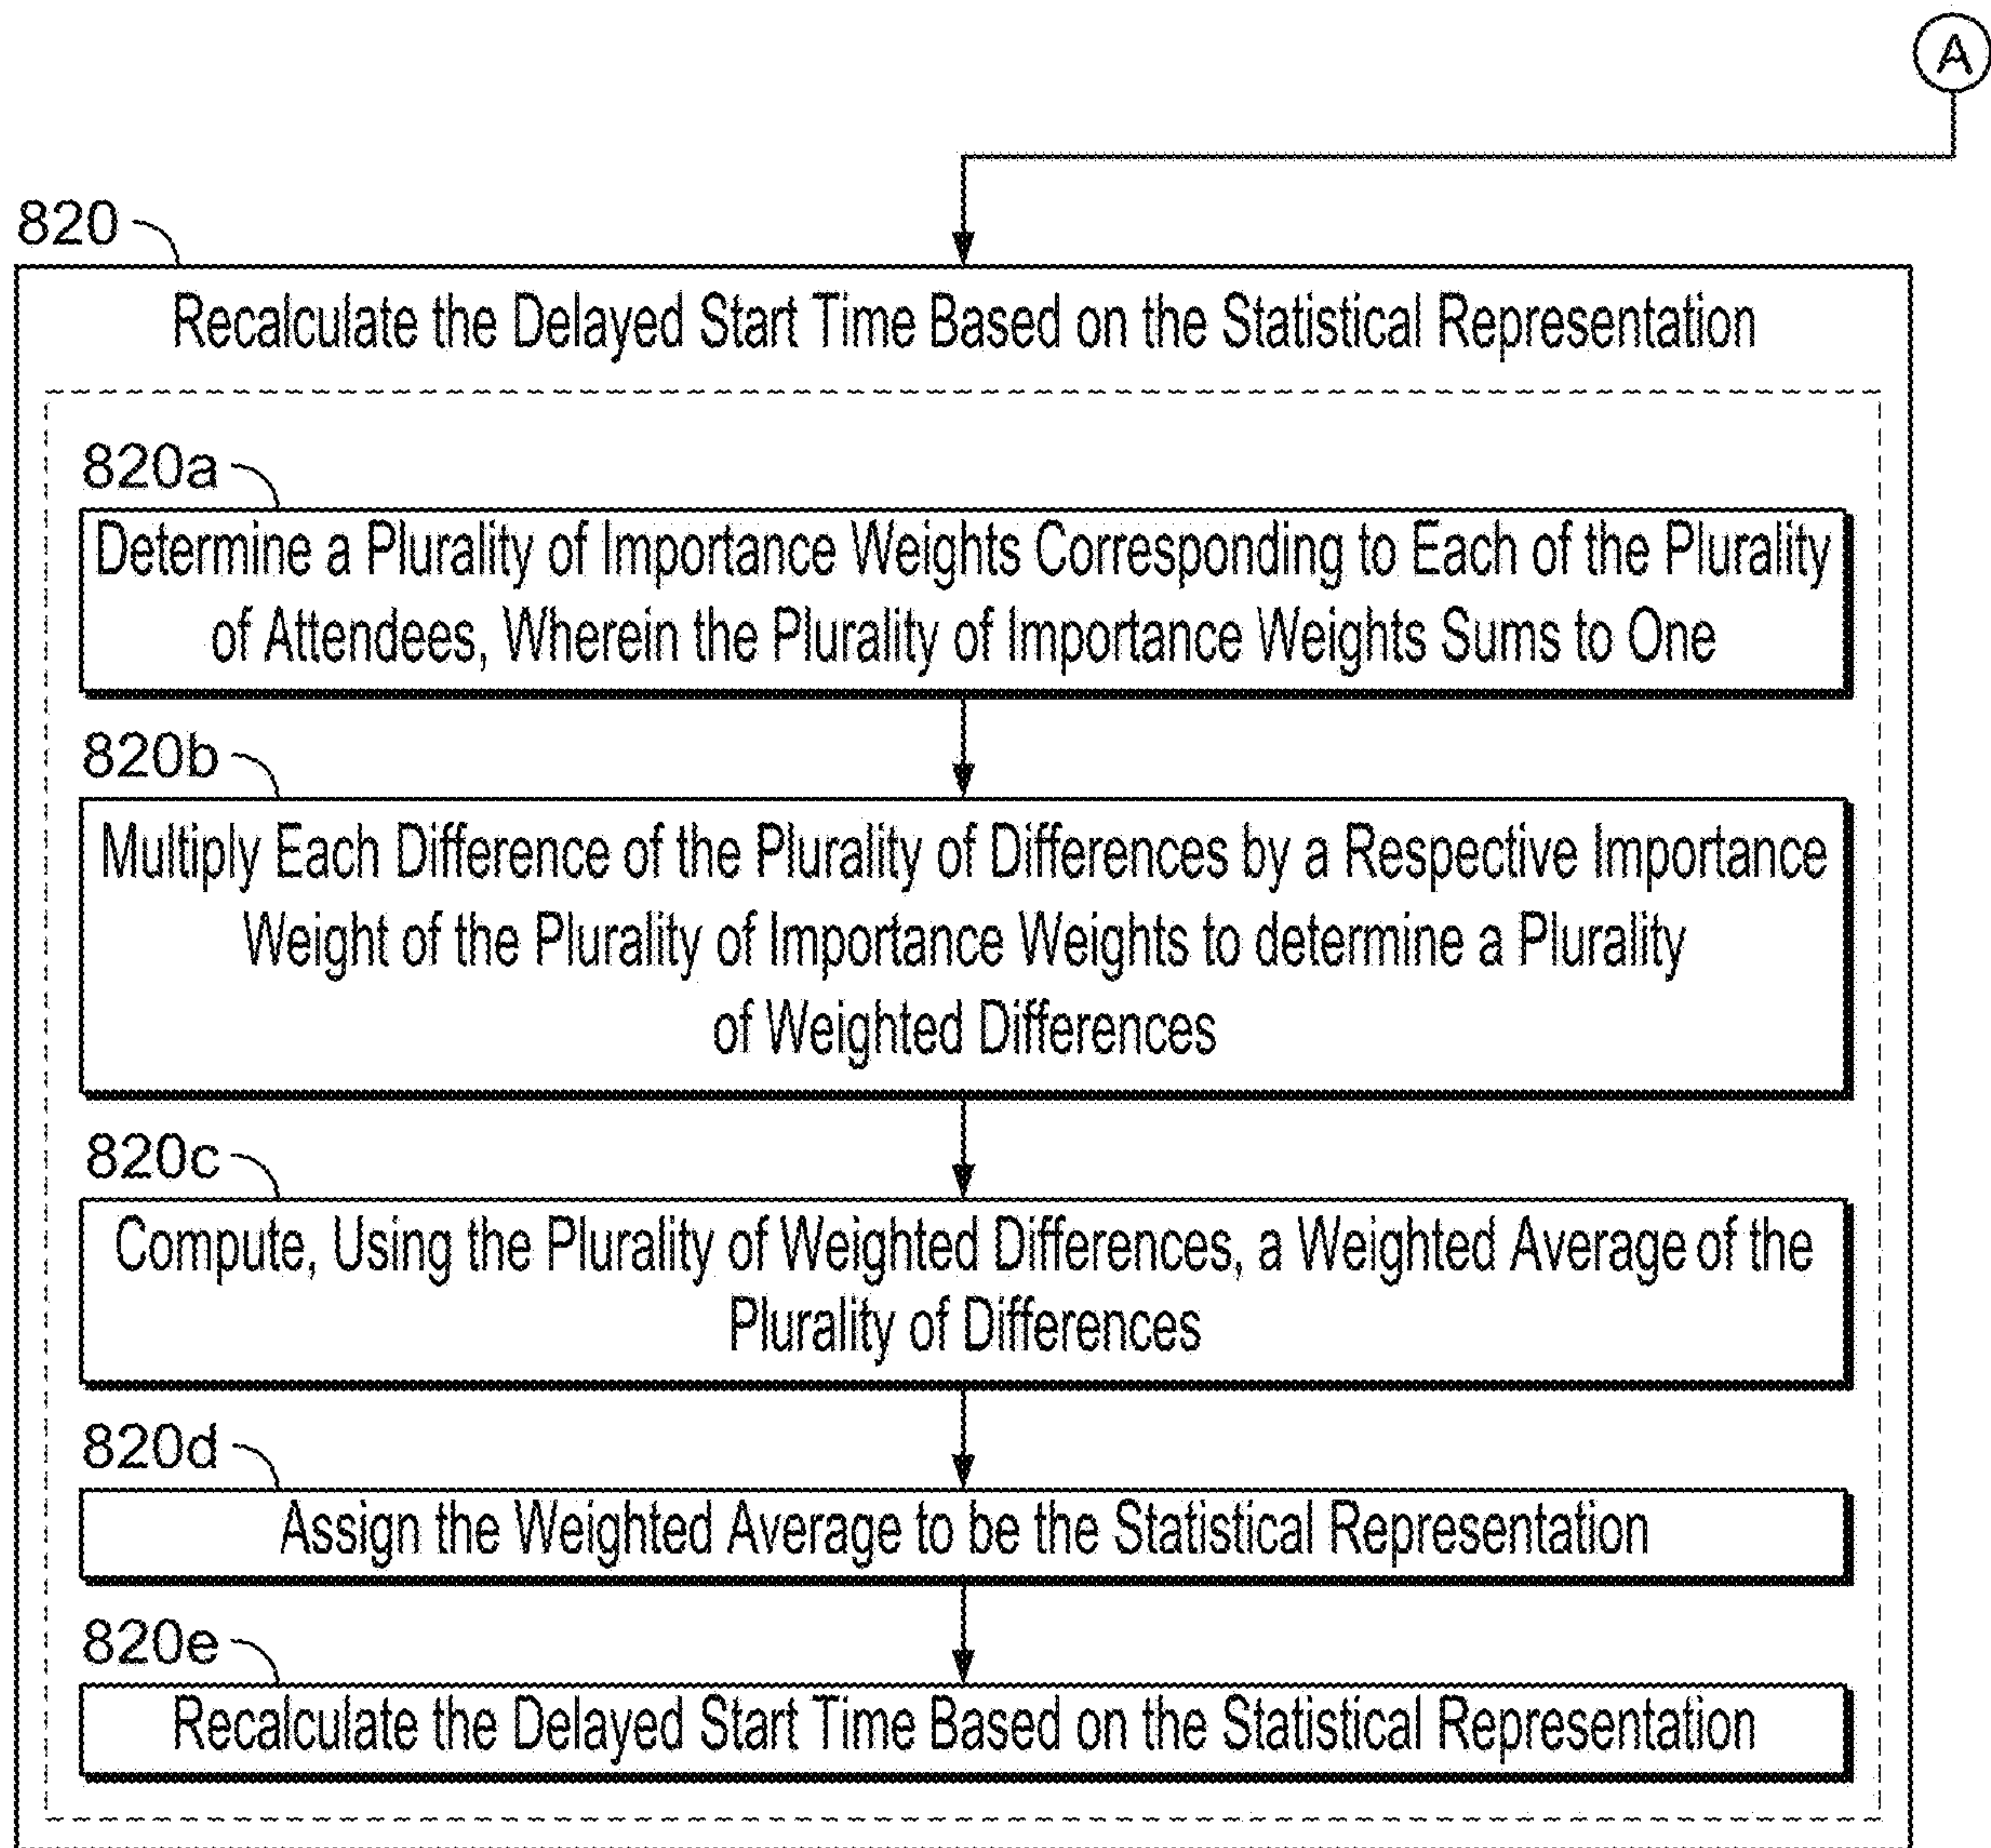 A
820
Recalculate the Delayed Start Time Based on the Statistical Representation
820a
Determine a Plurality of Importance Weights Corresponding to Each of the Plurality
of Attendees, Wherein the Plurality of Importance Weights Sums to One
820b
Multiply Each Difference of the Plurality of Differences by a Respective Importance
Weight of the Plurality of Importance Weights to determine a Plurality
of Weighted Differences
820c
Compute, Using the Plurality of Weighted Differences, a Weighted Average of the
Plurality of Differences
820d
Assign the Weighted Average to be the Statistical Representation
820e
Recalculate the Delayed Start Time Based on the Statistical Representation